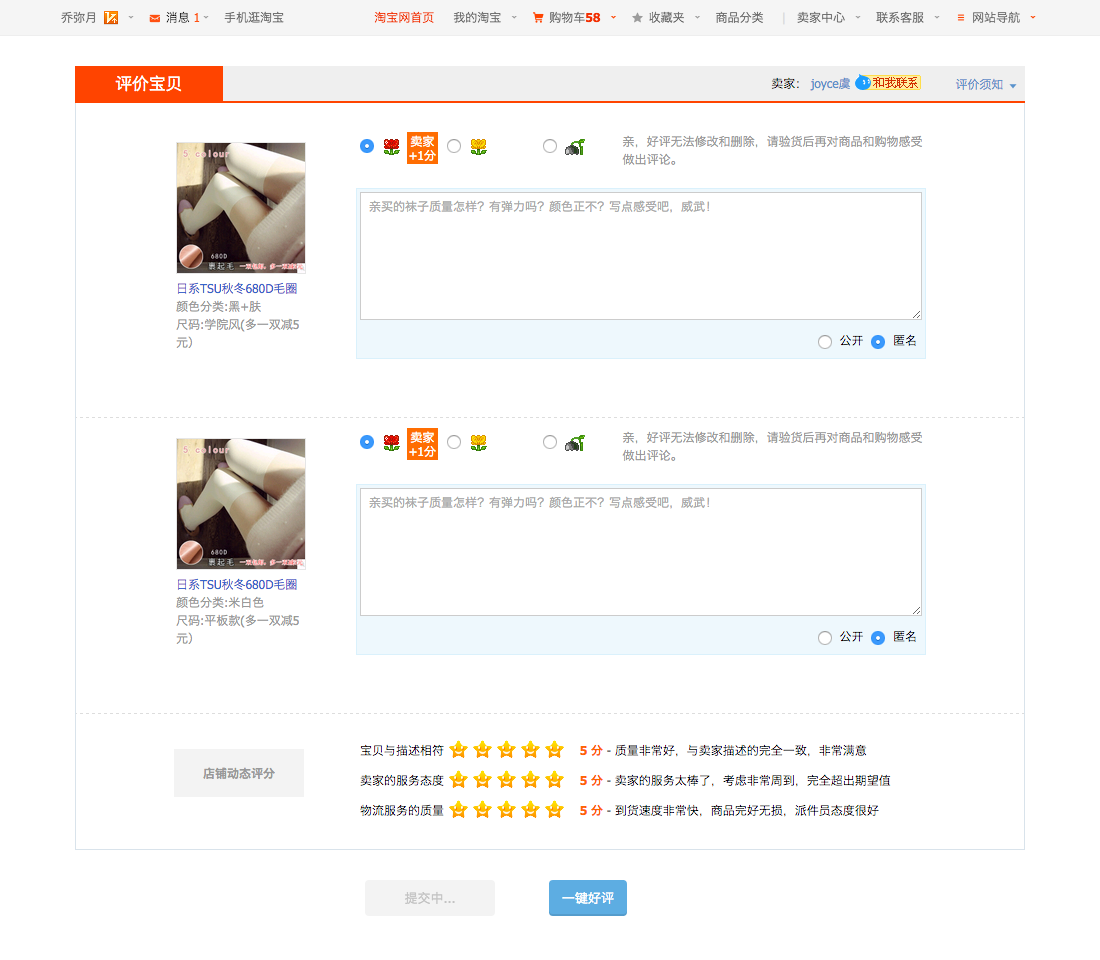 乔弥月 消息 1 手机逛淘宝 淘宝网首页 我的淘宝 购物车58 收藏夹 商品分类 | 卖家中心 联系客服 网站导航
评价宝贝 卖家： joyce虞 和我联系 评价须知
卖家
+1分
亲，好评无法修改和删除，请验货后再对商品和购物感受
做出评论。
5 colour
680D
裹起毛
日系TSU秋冬680D毛圈
颜色分类:黑+肤
尺码:学院风(多一双减5
元）
亲买的袜子质量怎样？有弹力吗？颜色正不？写点感受吧，威武！
公开 匿名
卖家
+1分
亲，好评无法修改和删除，请验货后再对商品和购物感受
做出评论。
5 colour
680D
裹起毛
日系TSU秋冬680D毛圈
颜色分类:米白色
尺码:平板款(多一双减5
元）
亲买的袜子质量怎样？有弹力吗？颜色正不？写点感受吧，威武！
公开 匿名
店铺动态评分
宝贝与描述相符 5 分 - 质量非常好，与卖家描述的完全一致，非常满意
卖家的服务态度 5 分 - 卖家的服务太棒了，考虑非常周到，完全超出期望值
物流服务的质量 5 分 - 到货速度非常快，商品完好无损，派件员态度很好
提交中... 一键好评